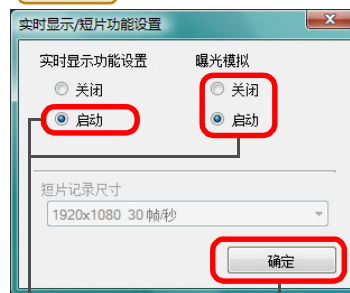 实时显示/短片功能设置
实时显示功能设置 曝光模拟
关闭 关闭
启动 启动
短片记录尺寸
1920x1080 30帧/秒
确定